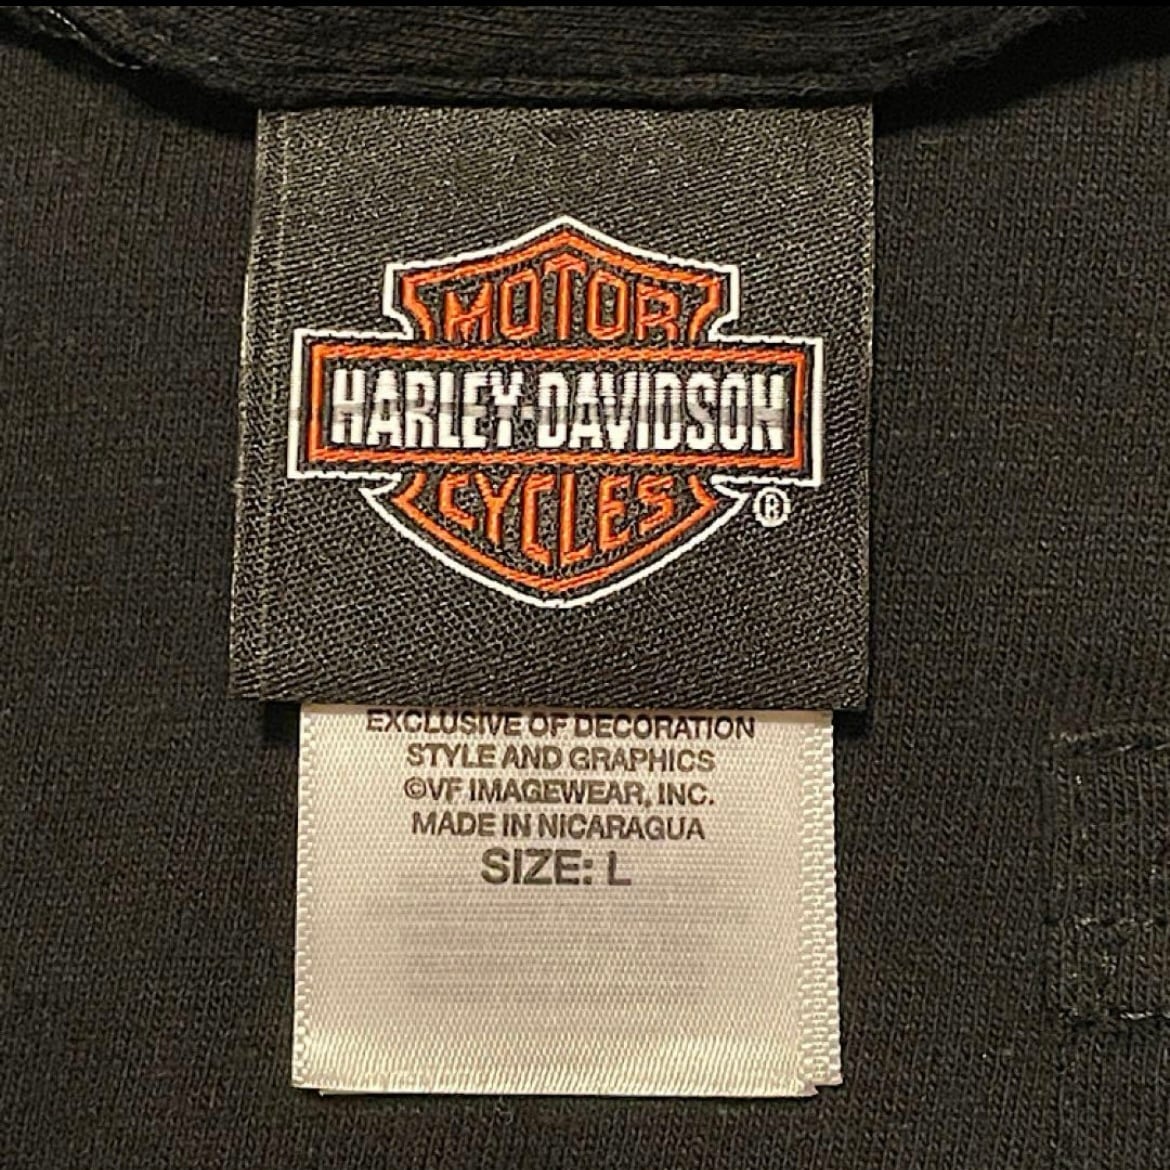 MOTOR
HARLEY-DAVIDSON
CYCLES
®
EXCLUSIVE OF DECORATION
STYLE AND GRAPHICS
©VF IMAGEWEAR, INC.
MADE IN NICARAGUA
SIZE: L